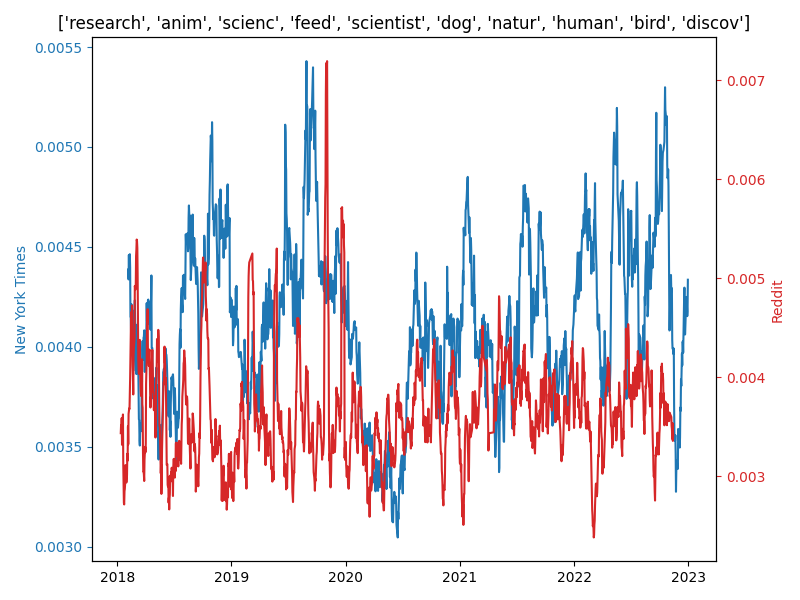 ['research', 'anim', 'scienc', 'feed', 'scientist', 'dog', 'natur', 'human', 'bird', 'discov']
New York Times
0.0055
0.0050
0.0045
0.0040
0.0035
0.0030
0.007
0.006
0.005
0.004
0.003
Reddit
2018 2019 2020 2021 2022 2023